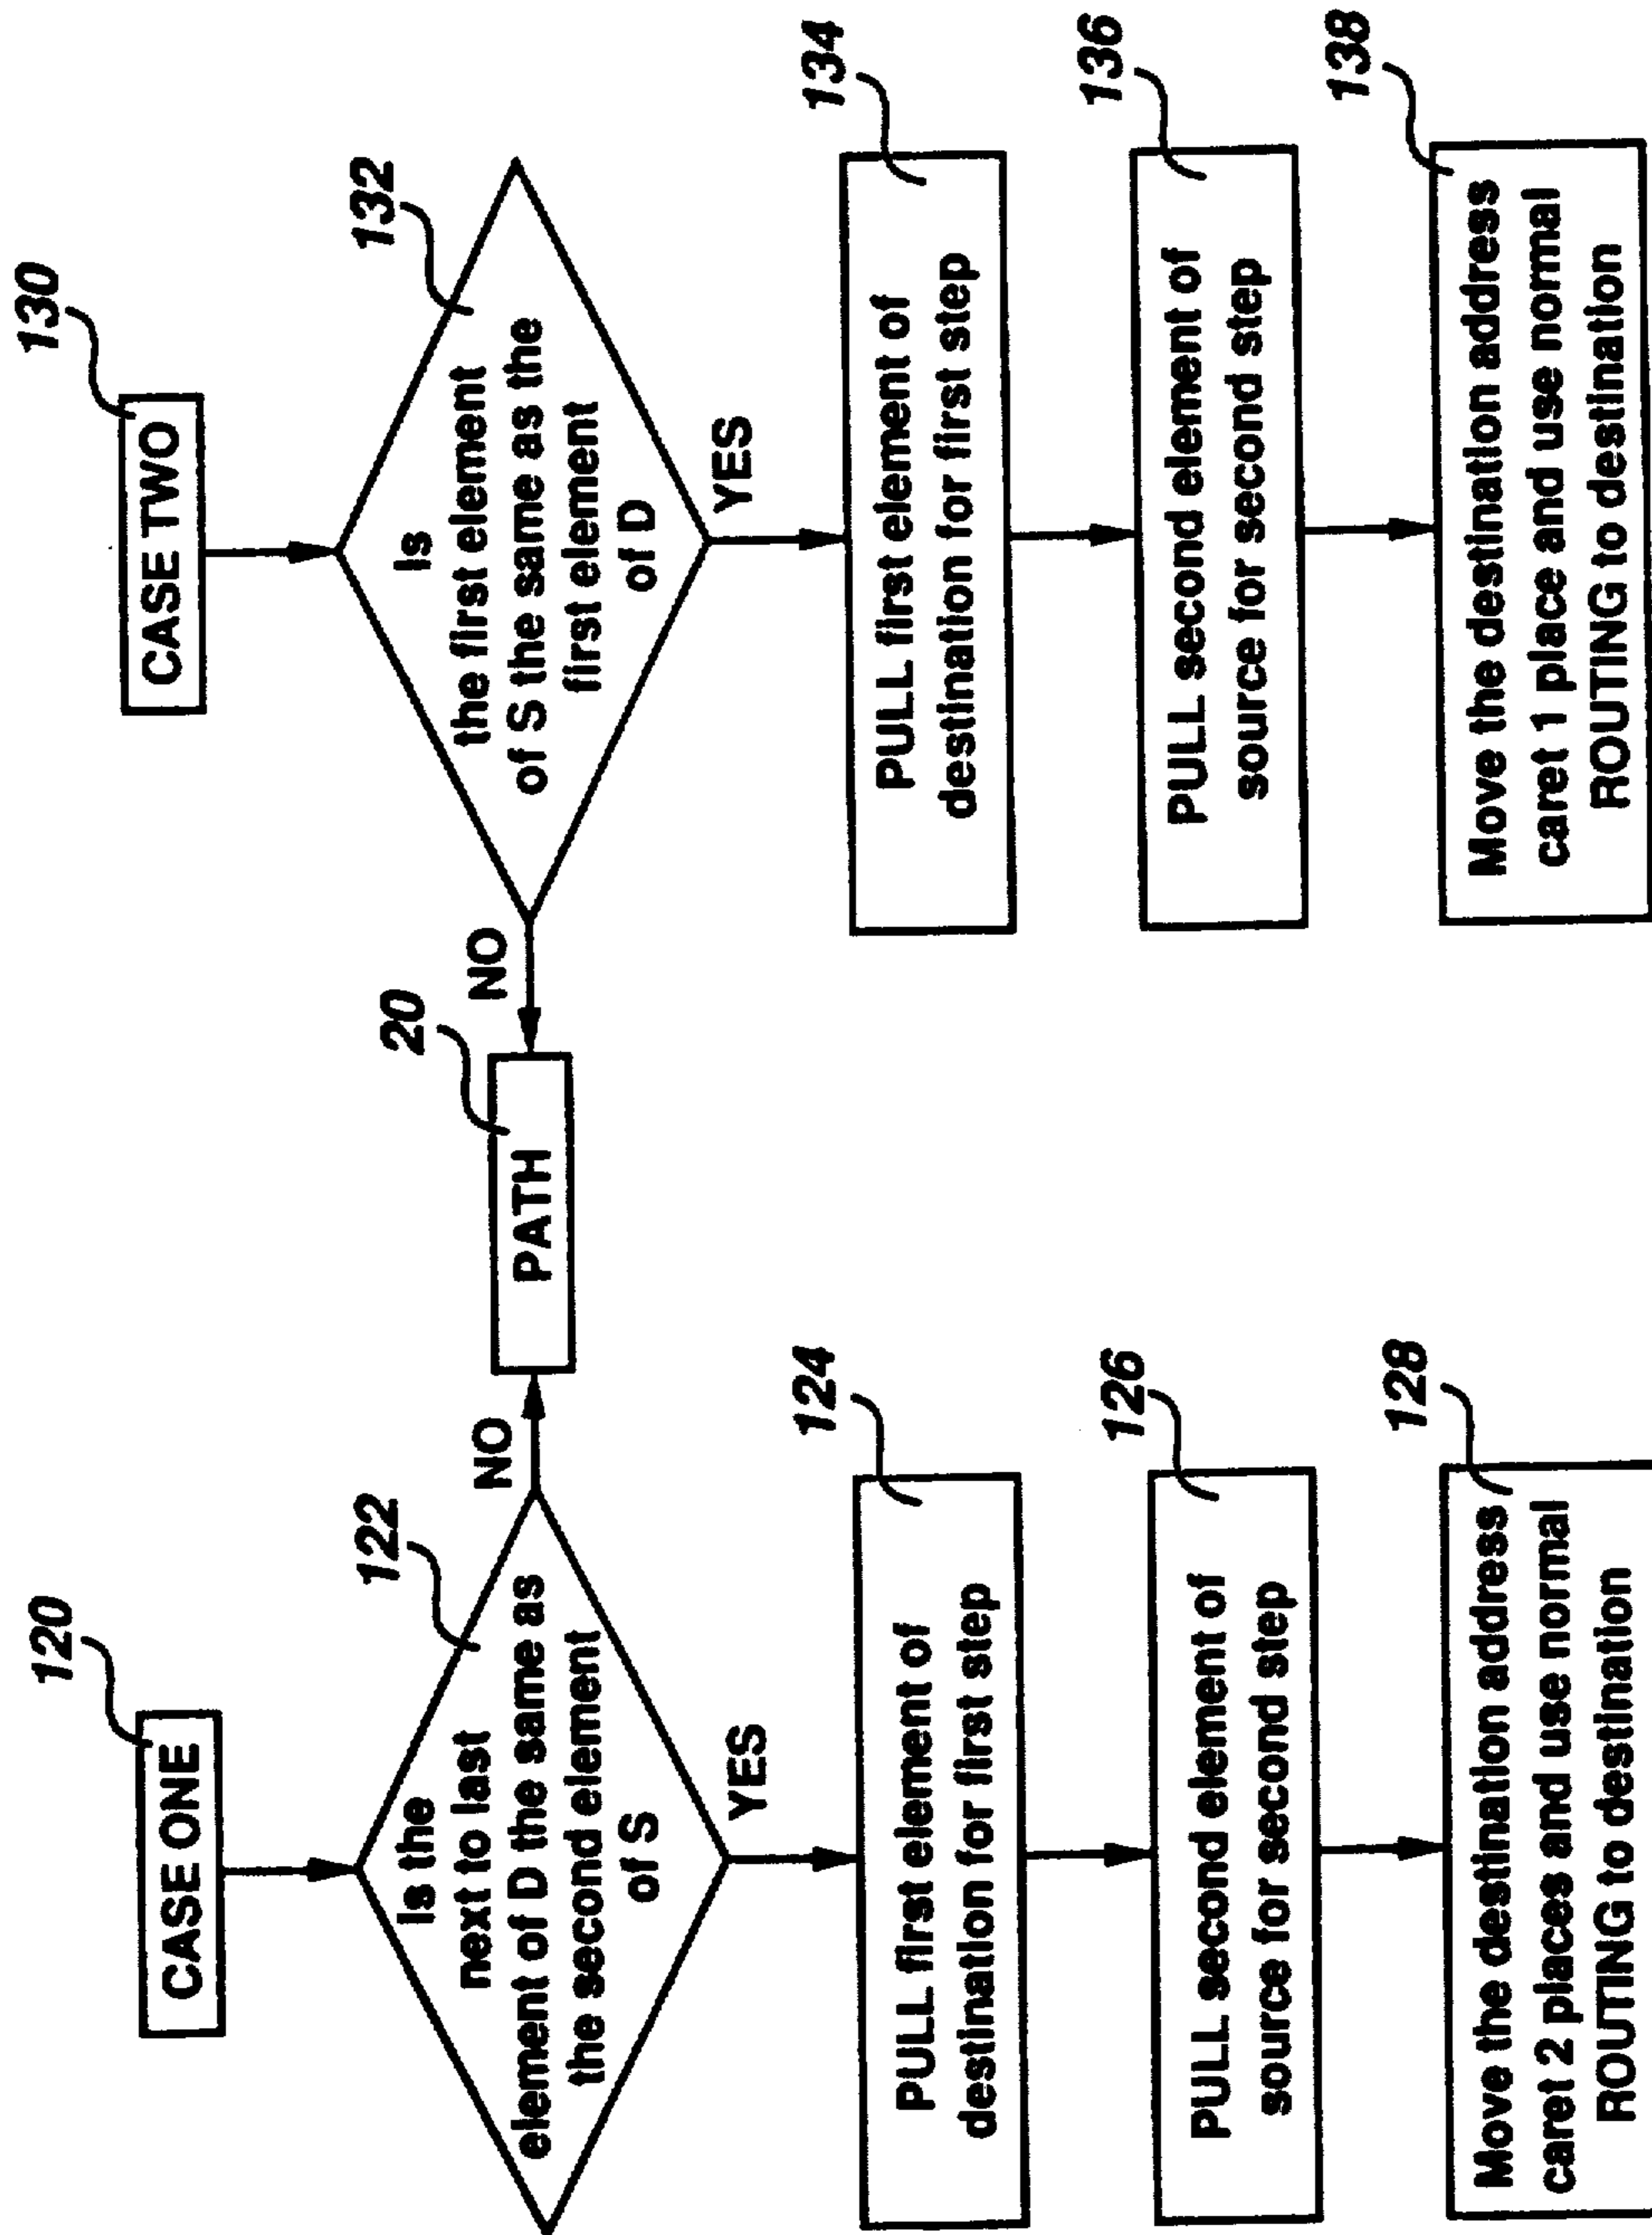 120
CASE ONE
122
Is the
next to last
element of D the same as
the second element
of S
NO
YES
124
PULL first element of
destination for first step
126
PULL second element of
source for second step
128
Move the destination address
caret 2 places and use normal
ROUTING to destination
20
PATH
130
CASE TWO
132
Is
the first element
of S the same as the
first element
of D
NO
YES
134
PULL first element of
destination for first step
136
PULL second element of
source for second step
138
Move the destination address
caret 1 place and use normal
ROUTING to destination